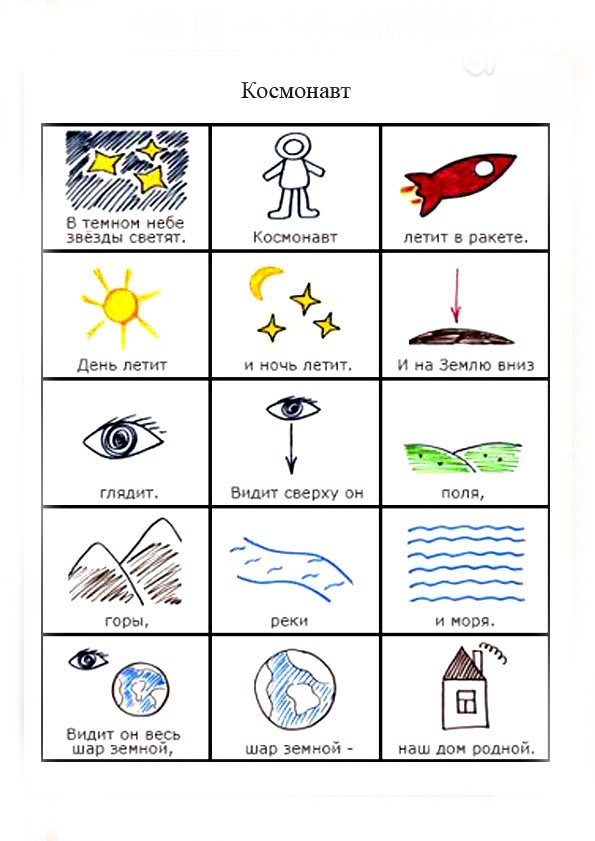 Космонавт
В темном небе
звёзды светят.
Космонавт
летит в ракете.
День летит
и ночь летит.
И на Землю вниз
глядит.
Видит сверху он
поля,
горы,
реки
и моря.
Видит он весь
шар земной,
шар земной -
наш дом родной.